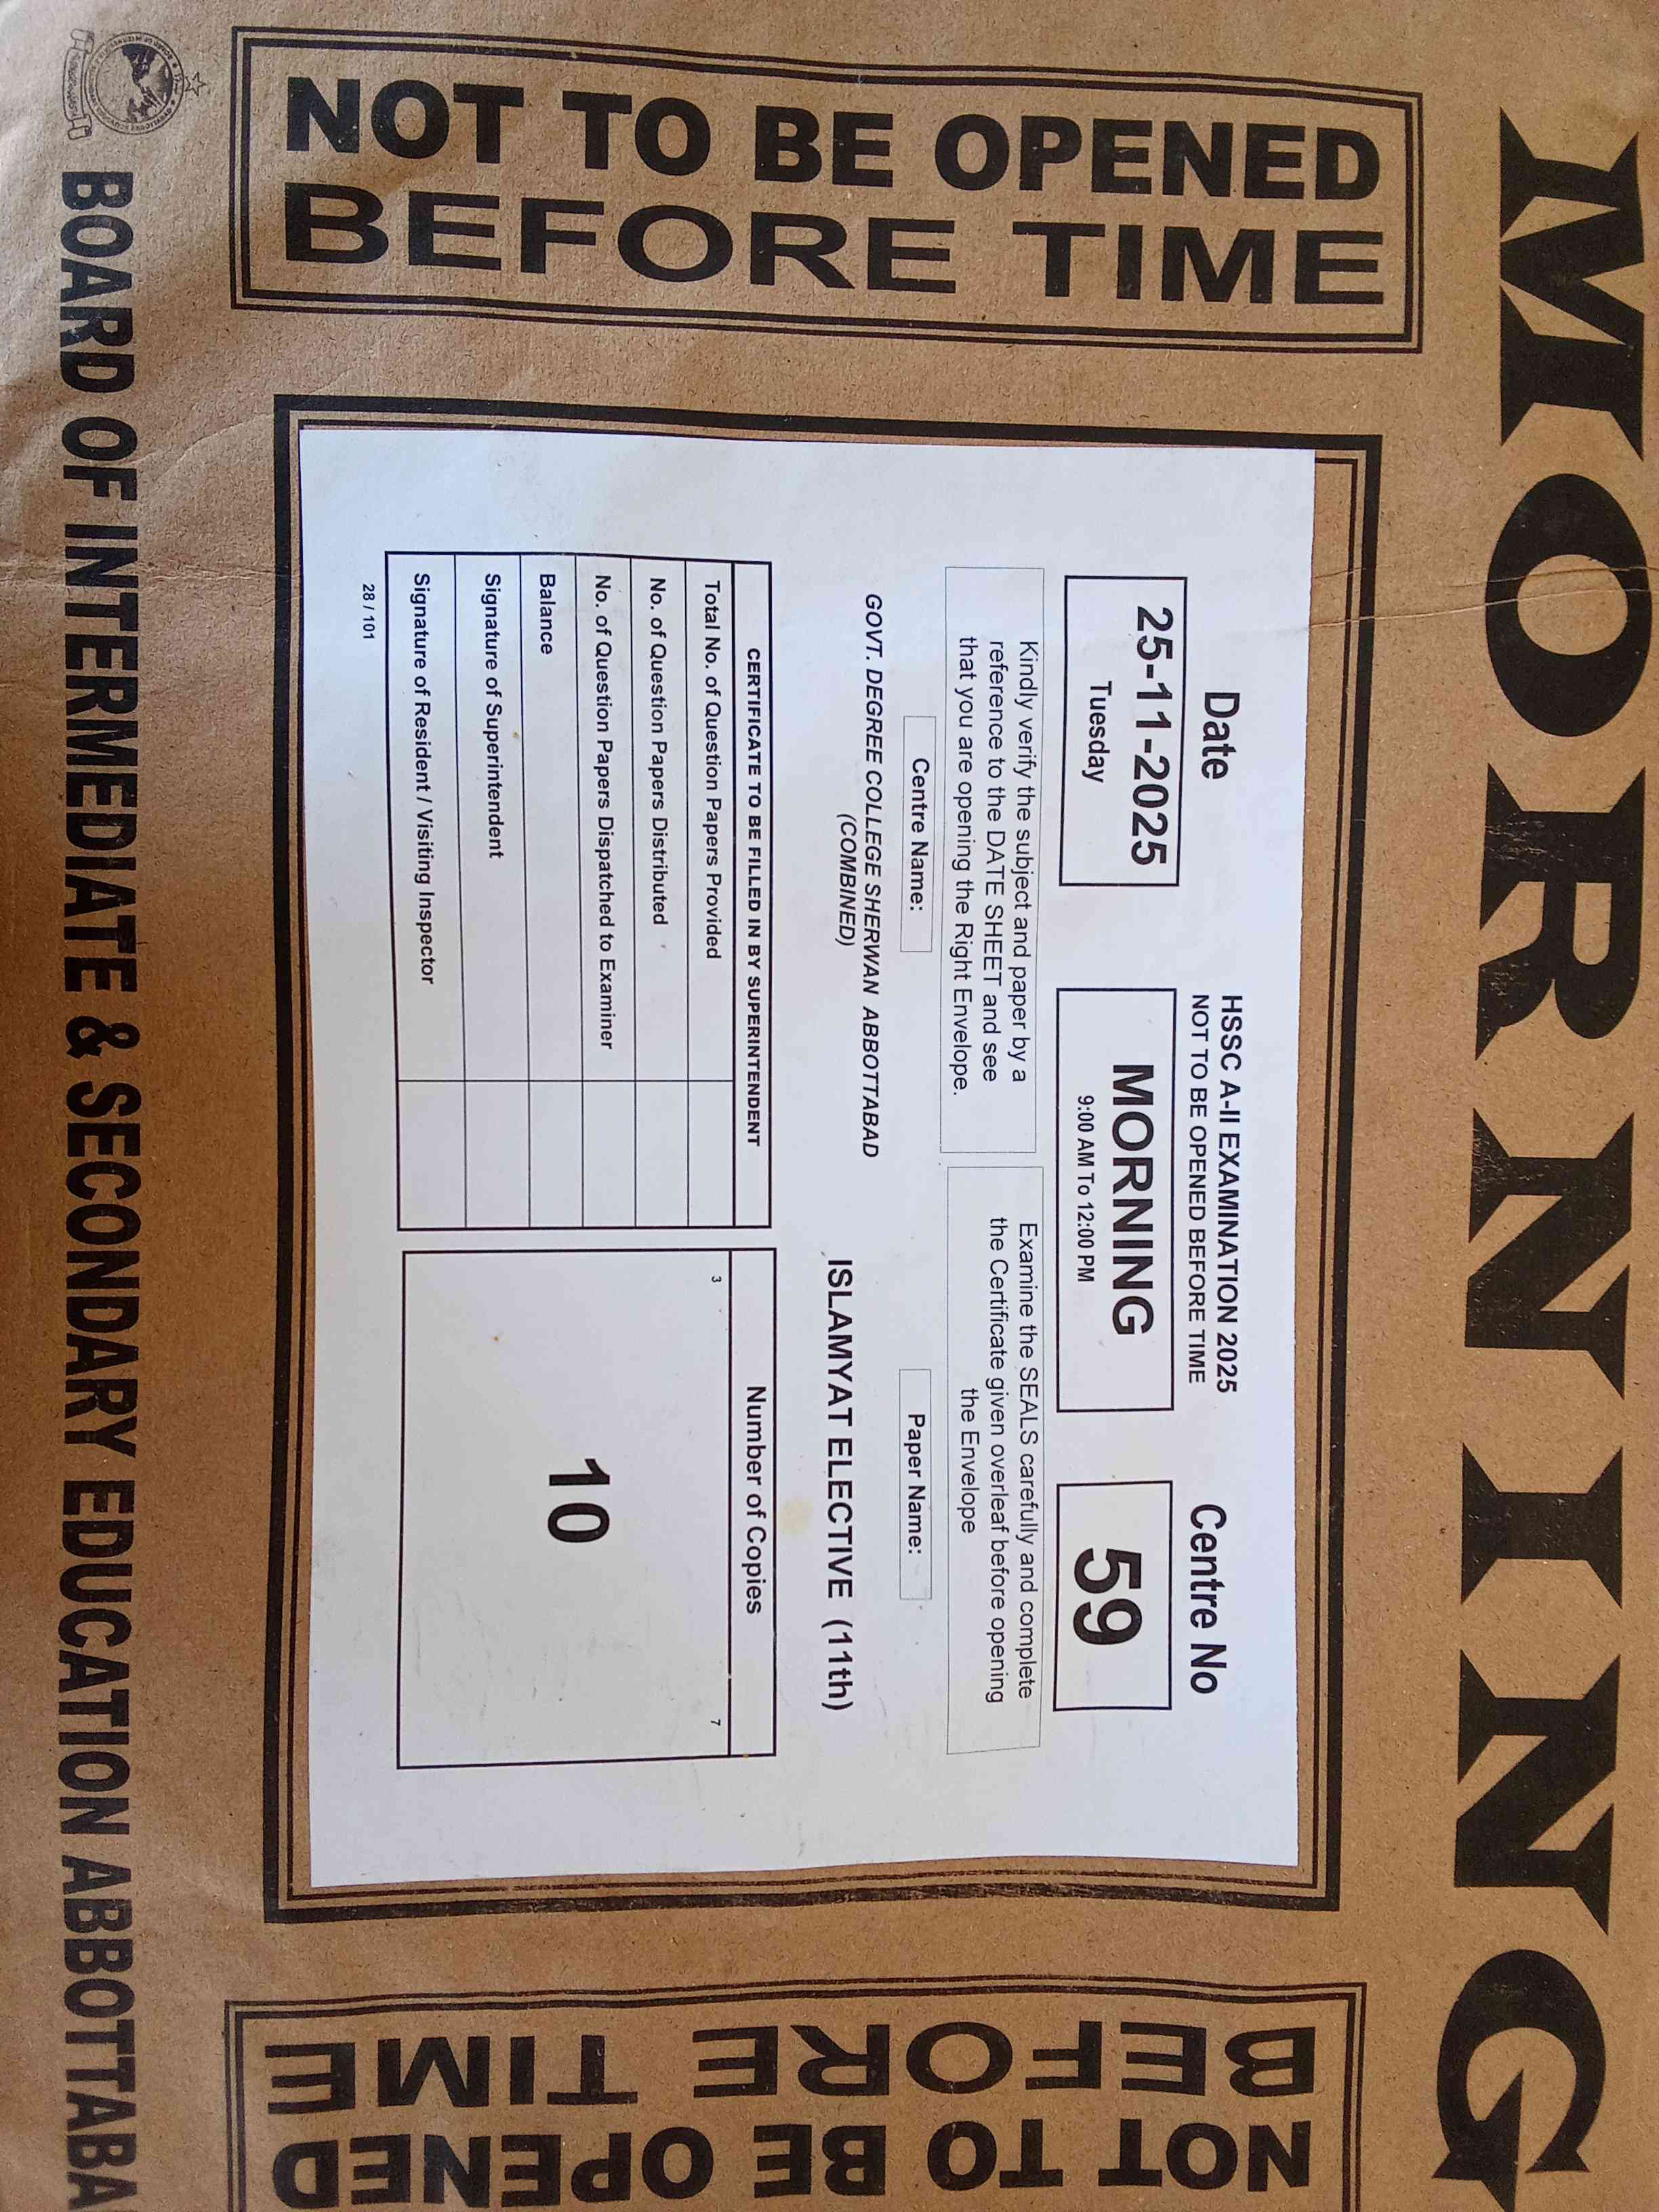 MORNING
NOT TO BE OPENED
BEFORE TIME
HSSC A-II EXAMINATION 2025
NOT TO BE OPENED BEFORE TIME
Date
Centre No
25-11-2025
Tuesday
MORNING
9:00 AM To 12:00 PM
59
Kindly verify the subject and paper by a
reference to the DATE SHEET and see
that you are opening the Right Envelope.
Examine the SEALS carefully and complete
the Certificate given overleaf before opening
the Envelope
Centre Name:
Paper Name:
GOVT. DEGREE COLLEGE SHERWAN ABBOTTABAD
(COMBINED)
ISLAMYAT ELECTIVE (11th)
CERTIFICATE TO BE FILLED IN BY SUPERINTENDENT
Total No. of Question Papers Provided
No. of Question Papers Distributed
No. of Question Papers Dispatched to Examiner
Balance
Signature of Superintendent
Signature of Resident / Visiting Inspector
Number of Copies
3
7
10
28 / 101
NOT TO BE OPENED
BEFORE TIME
BOARD OF INTERMEDIATE & SECONDARY EDUCATION ABBOTTABA